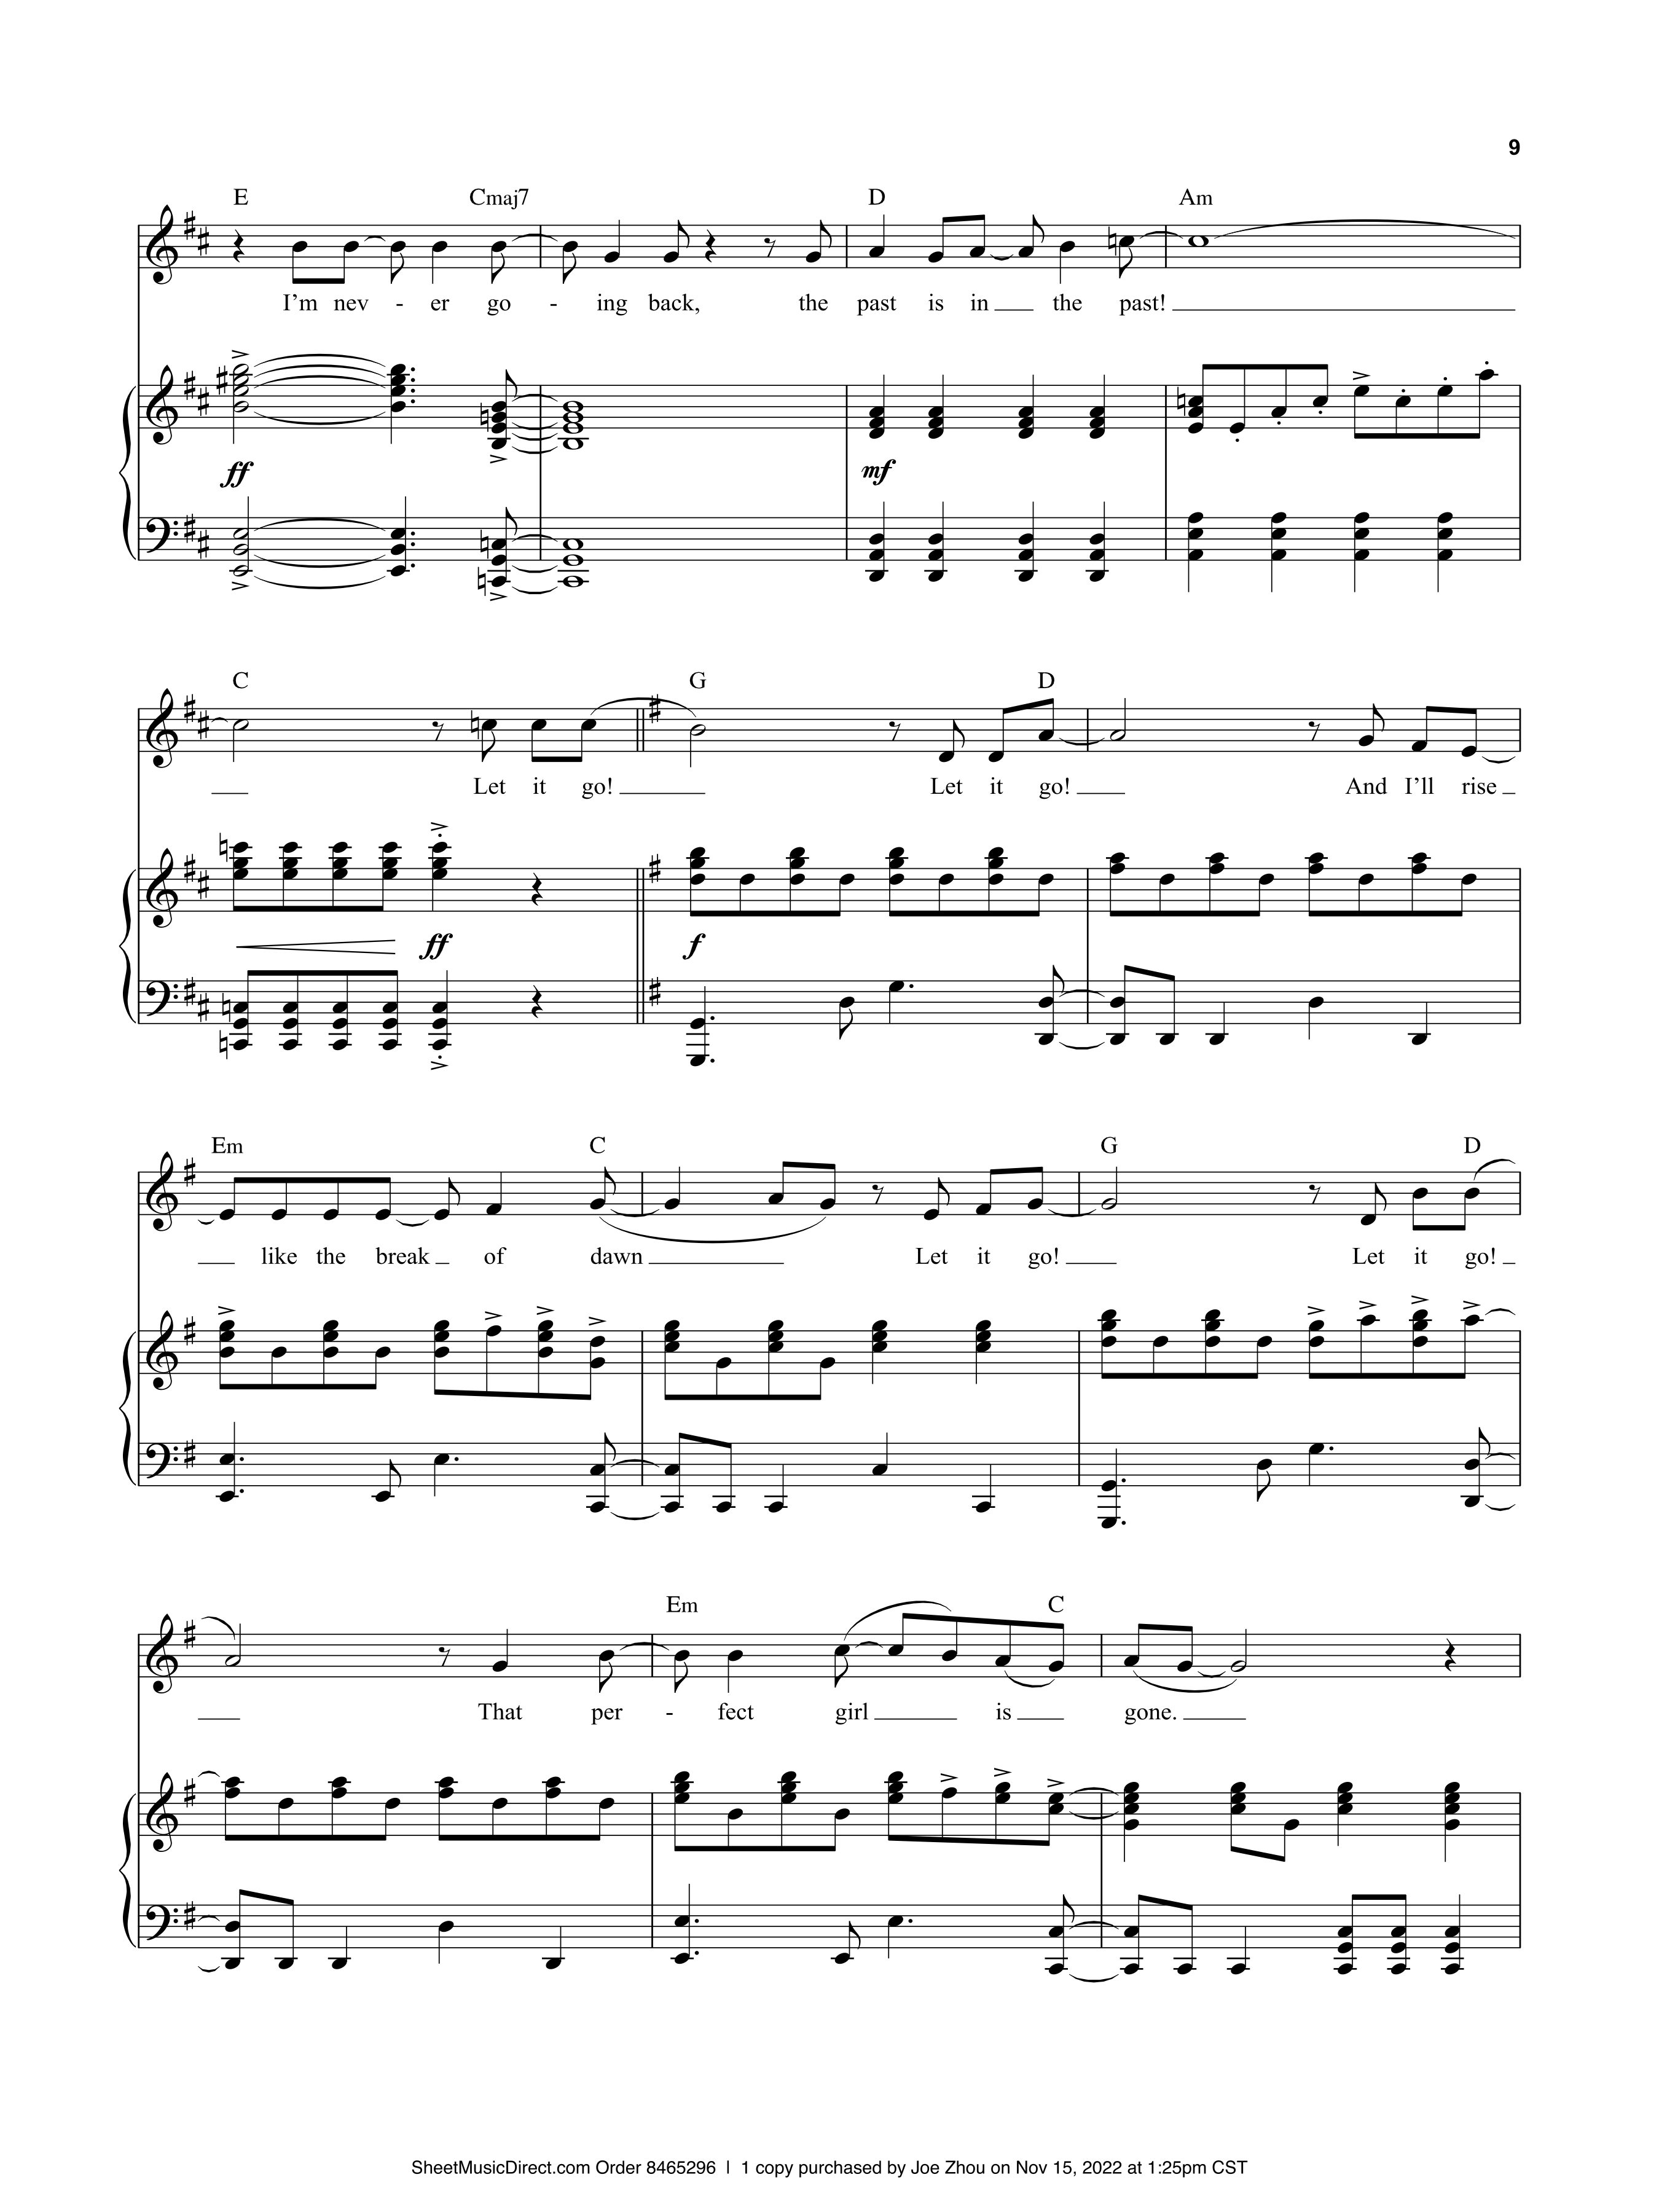 9
E Cmaj7 D Am
I’m nev - er go - ing back, the past is in the past!
ff mf
C G D
Let it go! Let it go! And I’ll rise
ff f
Em C G D
like the break of dawn Let it go! Let it go!
Em C
That per - fect girl is gone.
SheetMusicDirect.com Order 8465296 | 1 copy purchased by Joe Zhou on Nov 15, 2022 at 1:25pm CST